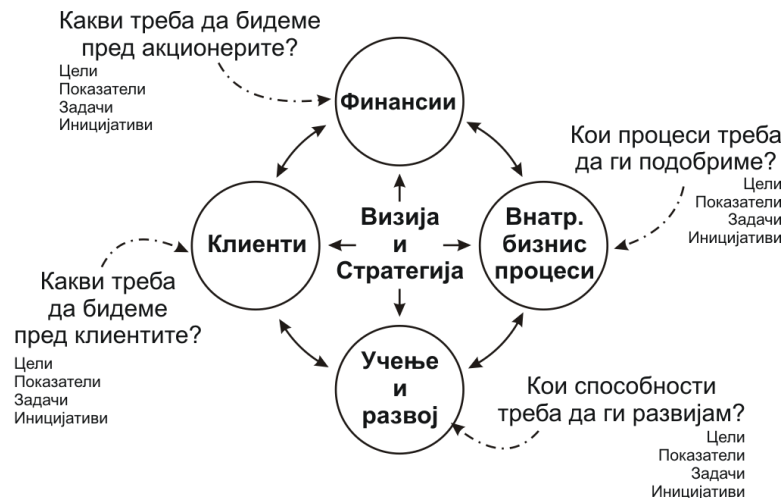 Какви треба да бидеме
пред акционерите?
Цели
Показатели
Задачи
Иницијативи
Финансии
Кои процеси треба
да ги подобриме?
Цели
Показатели
Задачи
Иницијативи
Клиенти
Визија
и
Стратегија
Внатр.
бизнис
процеси
Какви треба
да бидеме
пред клиентите?
Цели
Показатели
Задачи
Иницијативи
Учење
и
развој
Кои способности
треба да ги развијам?
Цели
Показатели
Задачи
Иницијативи